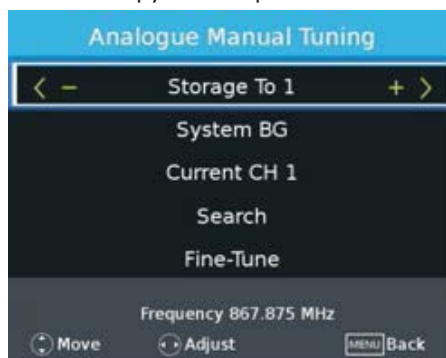 Analogue Manual Tuning
< – Storage To 1 + >
System BG
Current CH 1
Search
Fine-Tune
Frequency 867.875 MHz
Move Adjust MENU Back